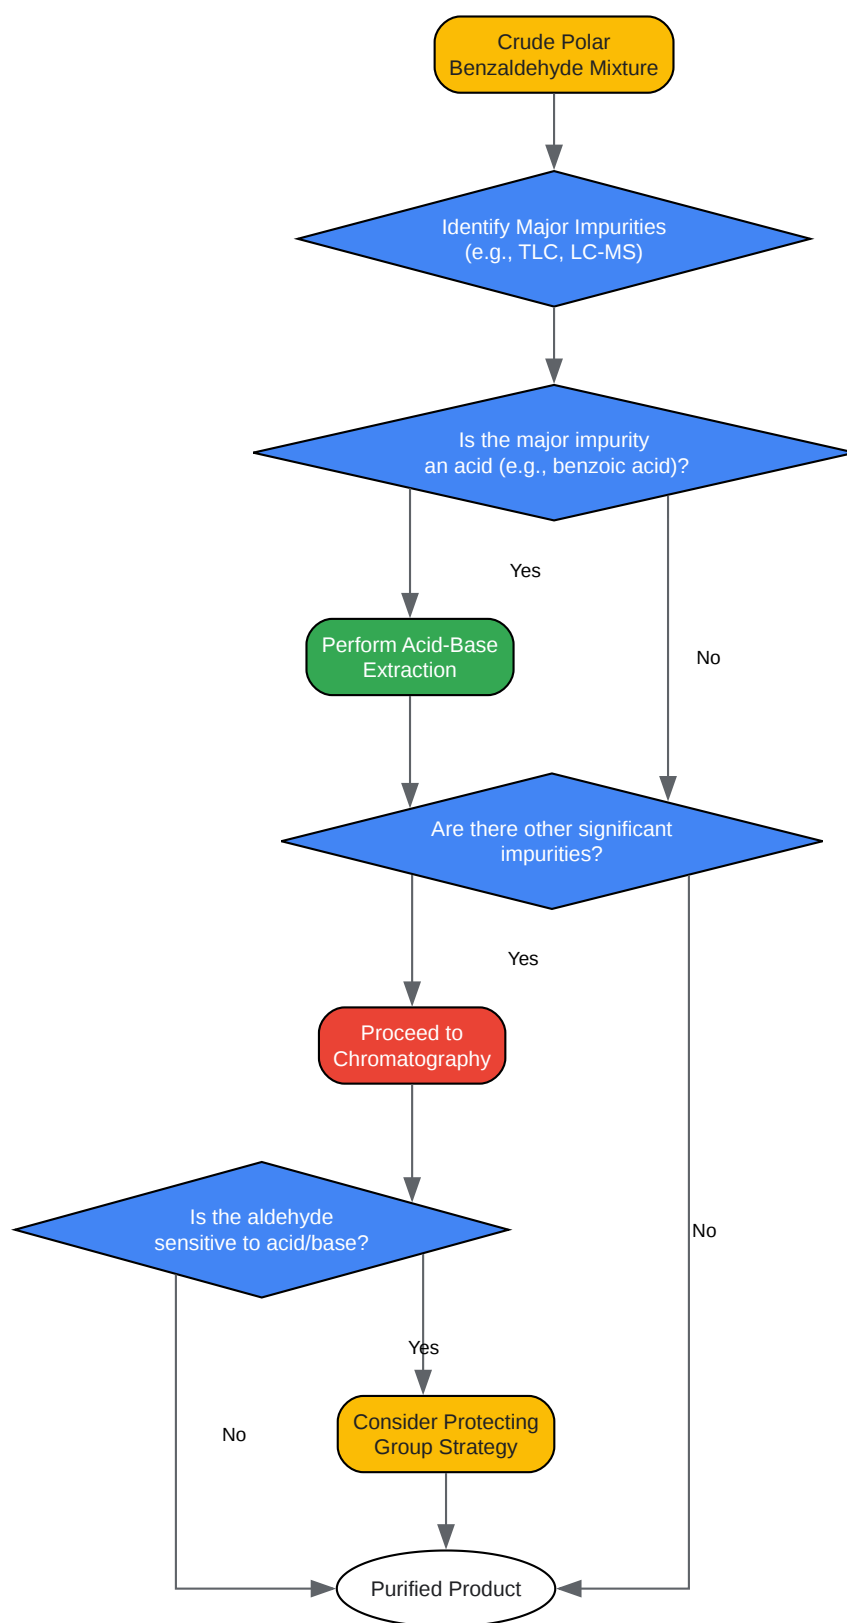 Crude Polar
Benzaldehyde Mixture
Identify Major Impurities
(e.g., TLC, LC-MS)
Is the major impurity
an acid (e.g., benzoic acid)?
Yes
Perform Acid-Base
Extraction
No
Are there other significant
impurities?
Yes
Proceed to
Chromatography
Is the aldehyde
sensitive to acid/base?
No
Yes
Consider Protecting
Group Strategy
No
Purified Product